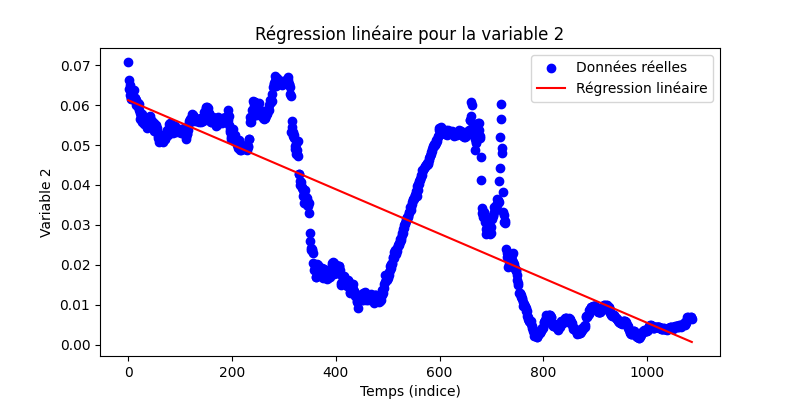 Régression linéaire pour la variable 2
Données réelles
Régression linéaire
0.07
0.06
0.05
0.04
0.03
0.02
0.01
0.00
Variable 2
0
200
400
600
800
1000
Temps (indice)